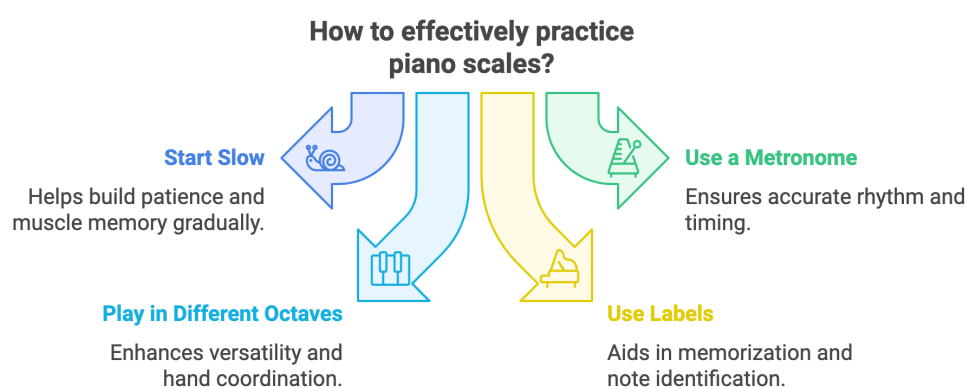 How to effectively practice
piano scales?
Start Slow
Helps build patience and
muscle memory gradually.
Use a Metronome
Ensures accurate rhythm and
timing.
Play in Different Octaves
Enhances versatility and
hand coordination.
Use Labels
Aids in memorization and
note identification.